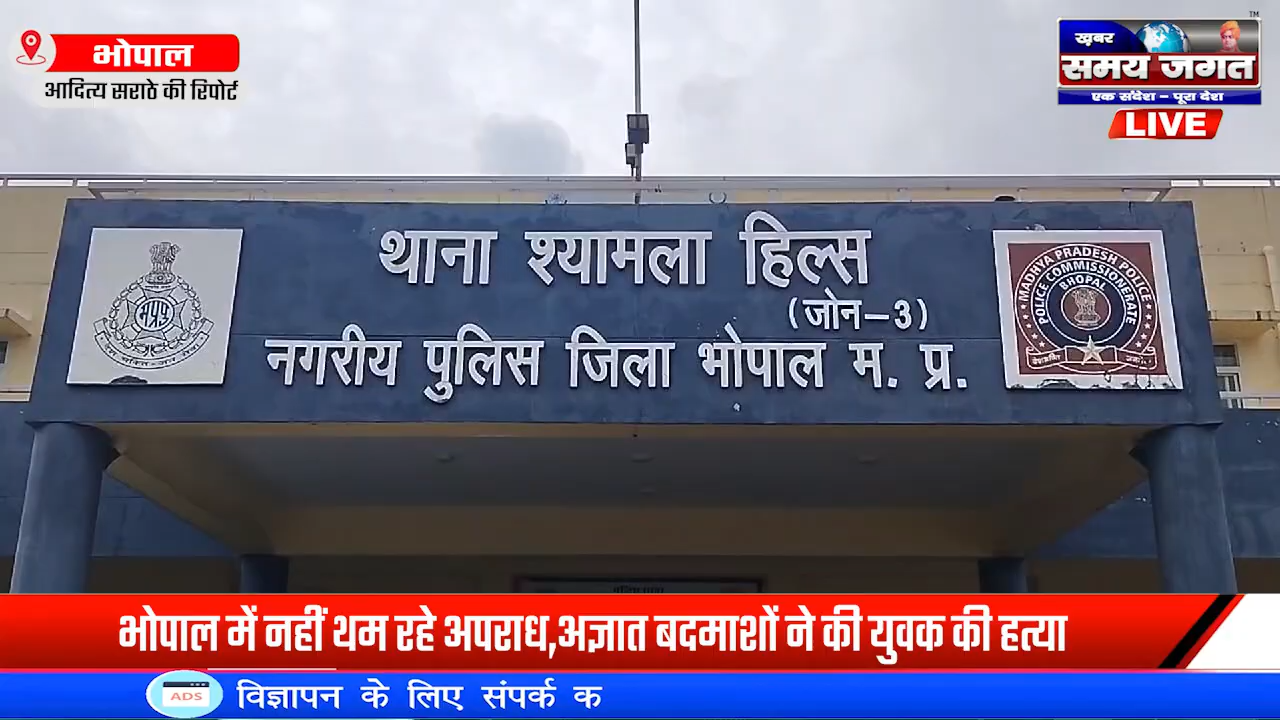 भोपाल
आदित्य सराठे की रिपोर्ट
TM
ख़बर
समय जगत
एक संदेश - पूरा देश
LIVE
थाना श्यामला हिल्स
(जोन-3)
नगरीय पुलिस जिला भोपाल म. प्र.
MADHYA PRADESH POLICE
POLICE COMMISSIONERATE
BHOPAL
भोपाल में नहीं थम रहे अपराध,अज्ञात बदमाशों ने की युवक की हत्या
ADS
विज्ञापन के लिए संपर्क क